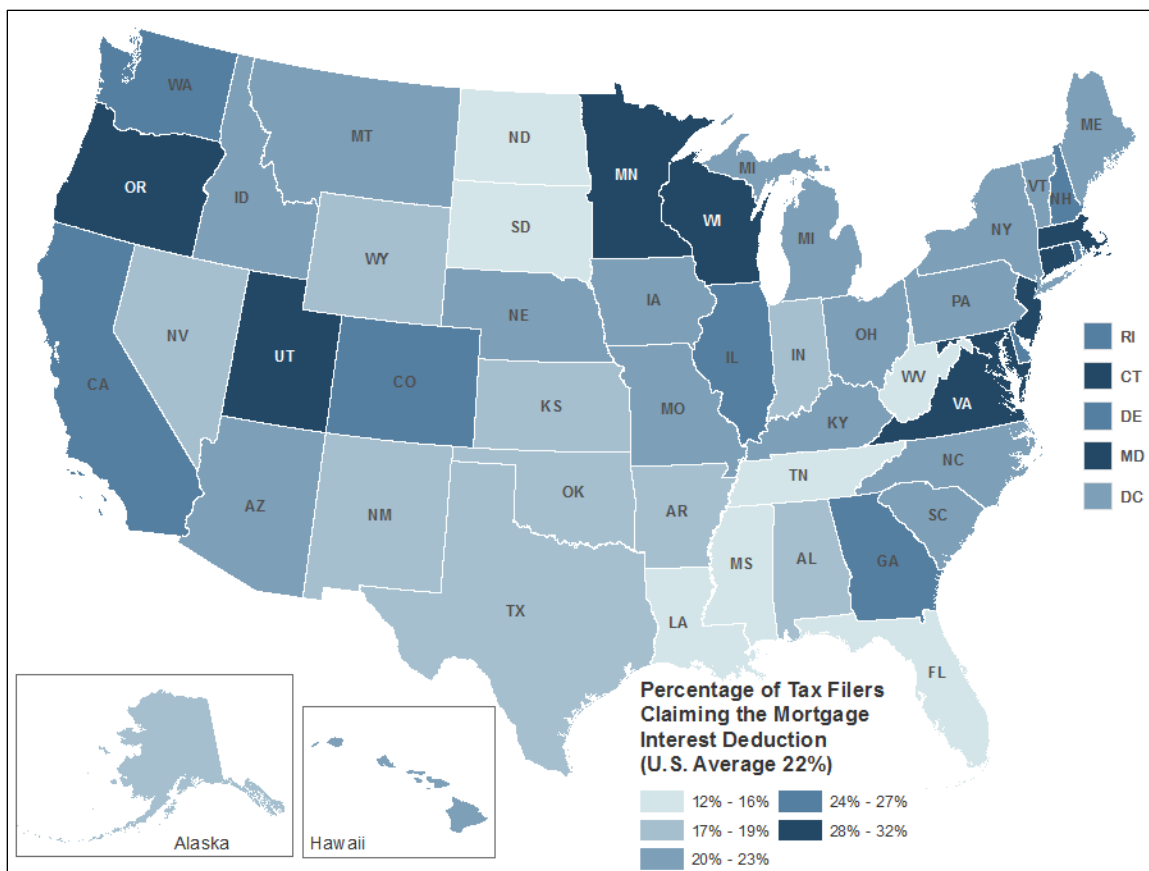 WA
OR
CA
ID
NV
MT
WY
UT
AZ
CO
NM
ND
SD
NE
KS
OK
TX
MN
IA
MO
AR
LA
WI
IL
MI
MI
IN
OH
KY
TN
MS
AL
GA
FL
SC
NC
VA
WV
PA
NY
VT
NH
ME
RI
CT
DE
MD
DC
Alaska
Hawaii
Percentage of Tax Filers
Claiming the Mortgage
Interest Deduction
(U.S. Average 22%)
12% - 16%
24% - 27%
17% - 19%
28% - 32%
20% - 23%